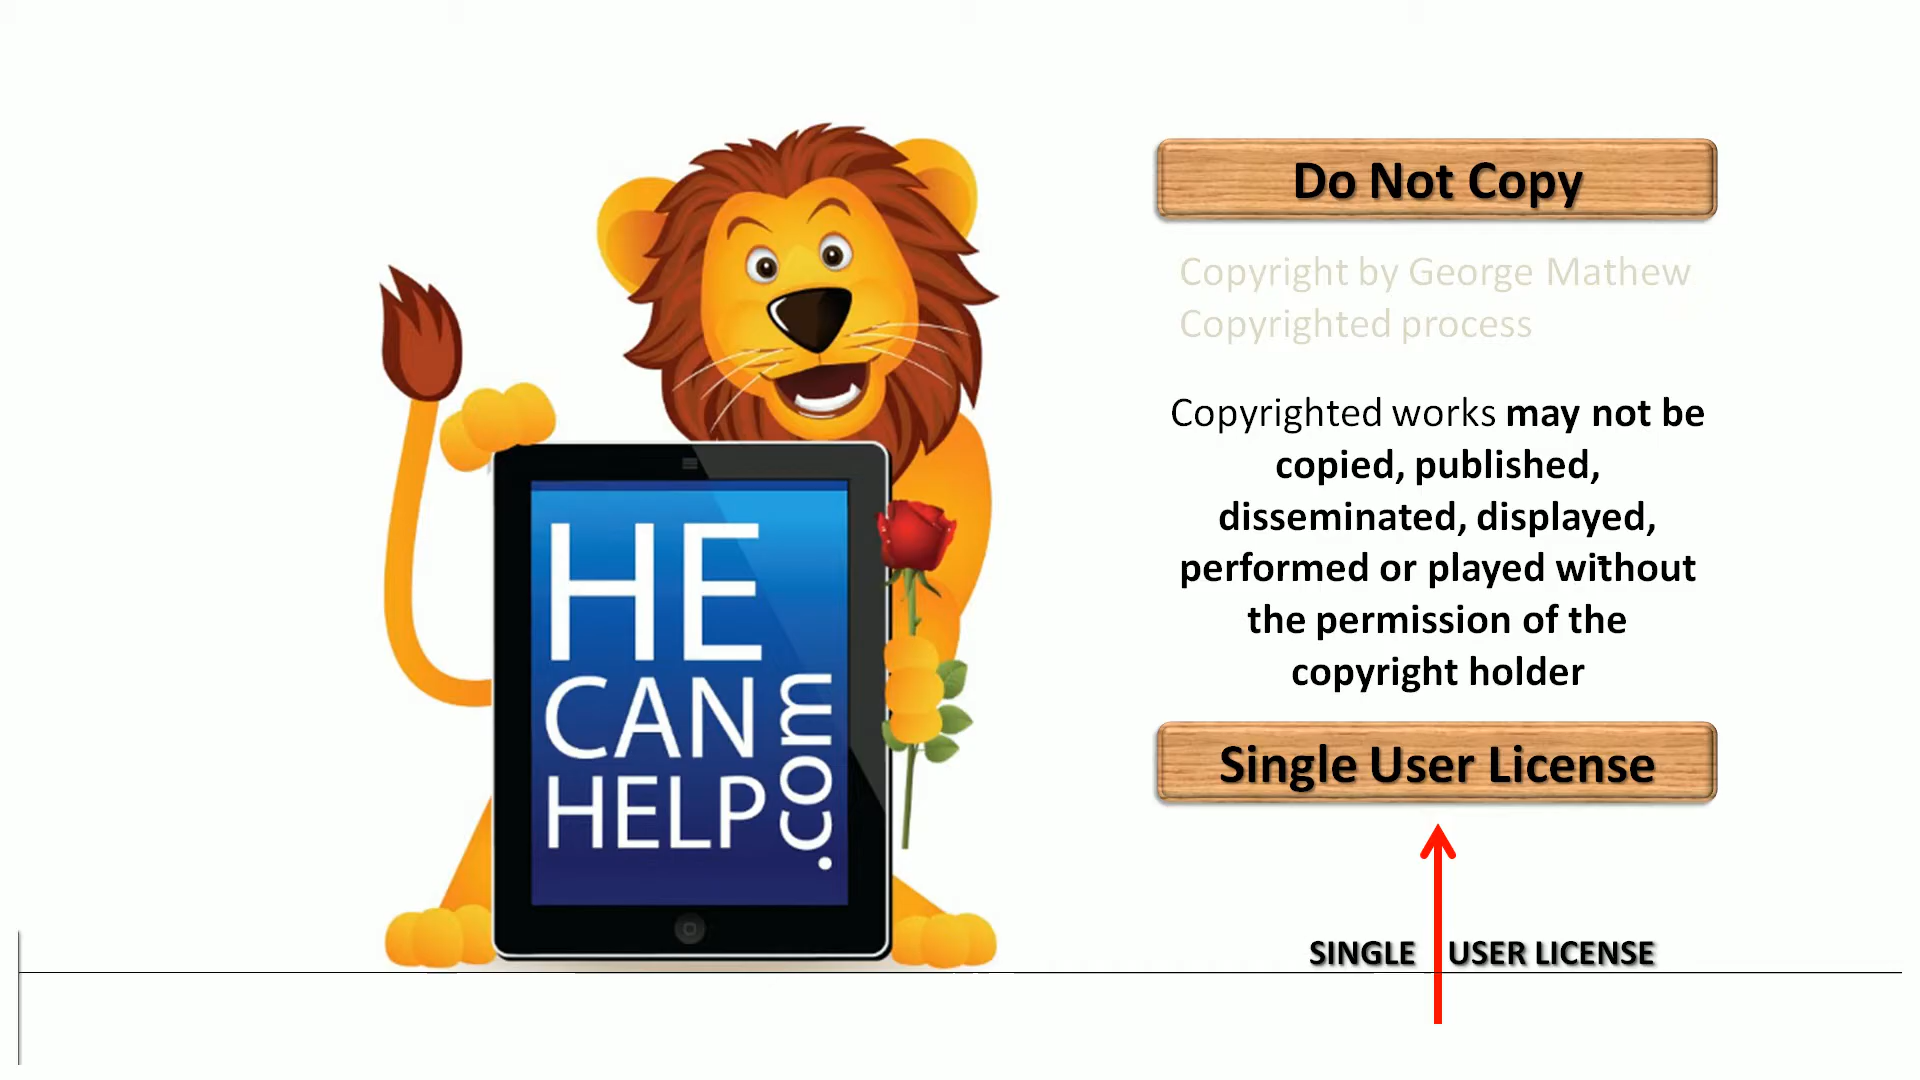 Do Not Copy
Copyright by George Mathew
Copyrighted process
Copyrighted works may not be
copied, published,
disseminated, displayed,
performed or played without
the permission of the
copyright holder
Single User License
SINGLE USER LICENSE
HE
CAN
HELP
.com